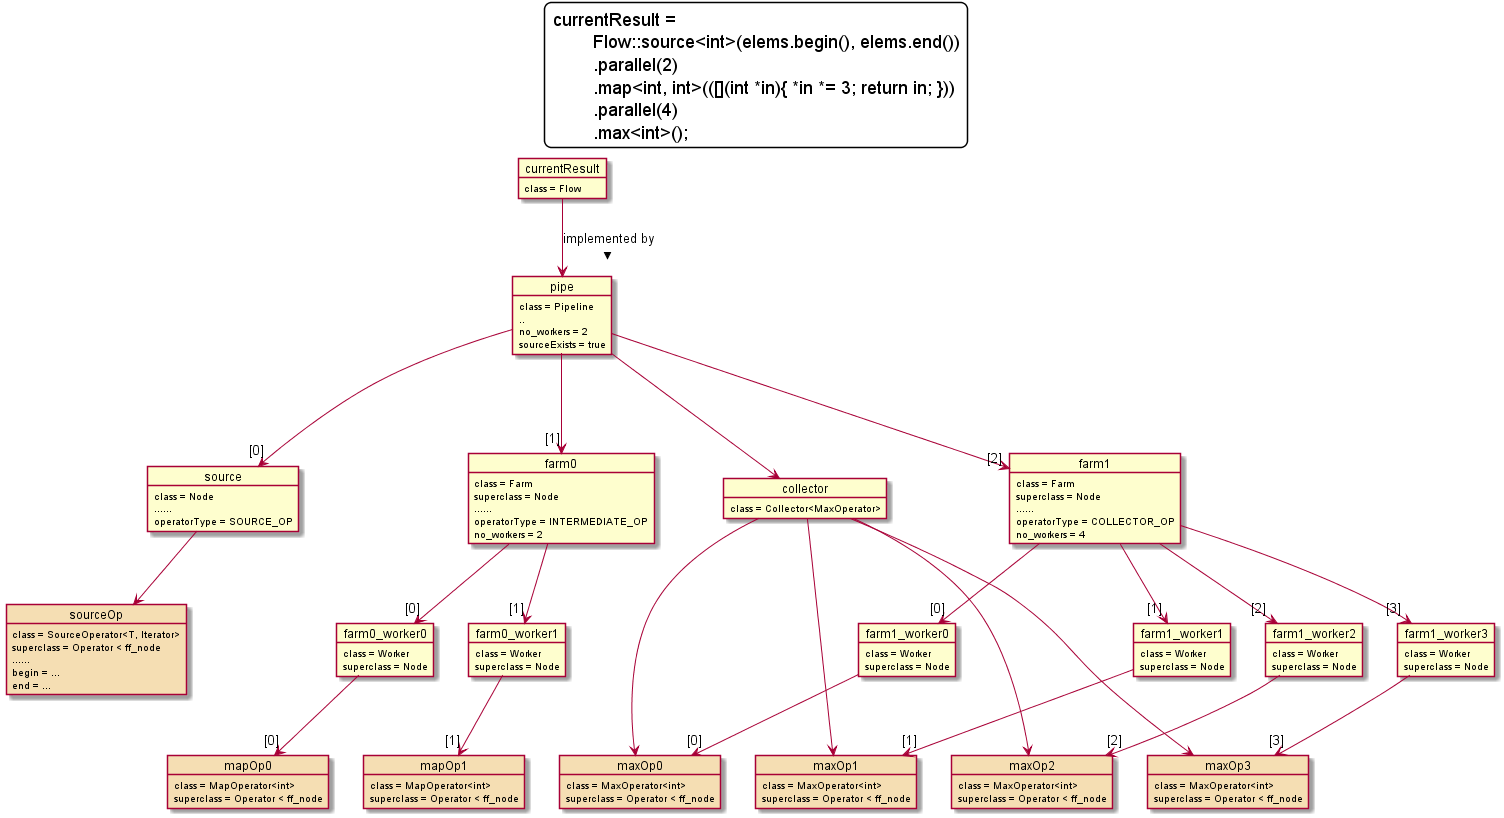 currentResult =
Flow::source<int>(elems.begin(), elems.end())
.parallel(2)
.map<int, int>(([](int *in){ *in *= 3; return in; }))
.parallel(4)
.max<int>();
currentResult
class = Flow
implemented by
pipe
class = Pipeline
..
no_workers = 2
sourceExists = true
[0]
[1]
[2]
source
class = Node
......
operatorType = SOURCE_OP
farm0
class = Farm
superclass = Node
......
operatorType = INTERMEDIATE_OP
no_workers = 2
collector
class = Collector<MaxOperator>
farm1
class = Farm
superclass = Node
......
operatorType = COLLECTOR_OP
no_workers = 4
sourceOp
class = SourceOperator<T, Iterator>
superclass = Operator < ff_node
......
begin = ...
end = ...
[0]
[1]
[0]
[1]
[2]
[3]
farm0_worker0
class = Worker
superclass = Node
farm0_worker1
class = Worker
superclass = Node
farm1_worker0
class = Worker
superclass = Node
farm1_worker1
class = Worker
superclass = Node
farm1_worker2
class = Worker
superclass = Node
farm1_worker3
class = Worker
superclass = Node
[0]
[1]
[0]
[1]
[2]
[3]
mapOp0
class = MapOperator<int>
superclass = Operator < ff_node
mapOp1
class = MapOperator<int>
superclass = Operator < ff_node
maxOp0
class = MaxOperator<int>
superclass = Operator < ff_node
maxOp1
class = MaxOperator<int>
superclass = Operator < ff_node
maxOp2
class = MaxOperator<int>
superclass = Operator < ff_node
maxOp3
class = MaxOperator<int>
superclass = Operator < ff_node